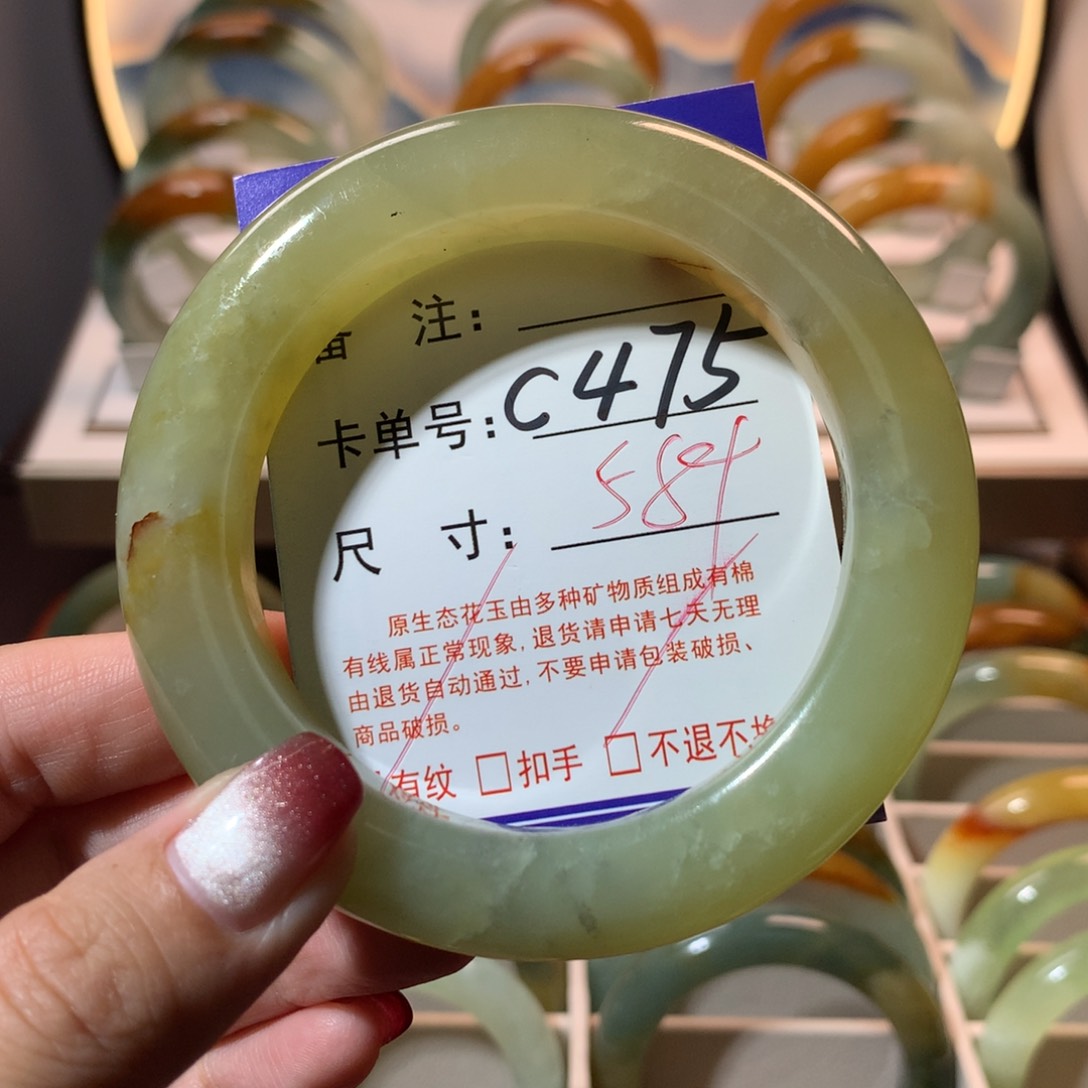 备 注：
卡单号：C475
尺 寸：584
原生态花玉由多种矿物质组成有棉
有线属正常现象，退货请申请七天无理
由退货自动通过，不要申请包装破损、
商品破损。
有纹 □扣手 □不退不换